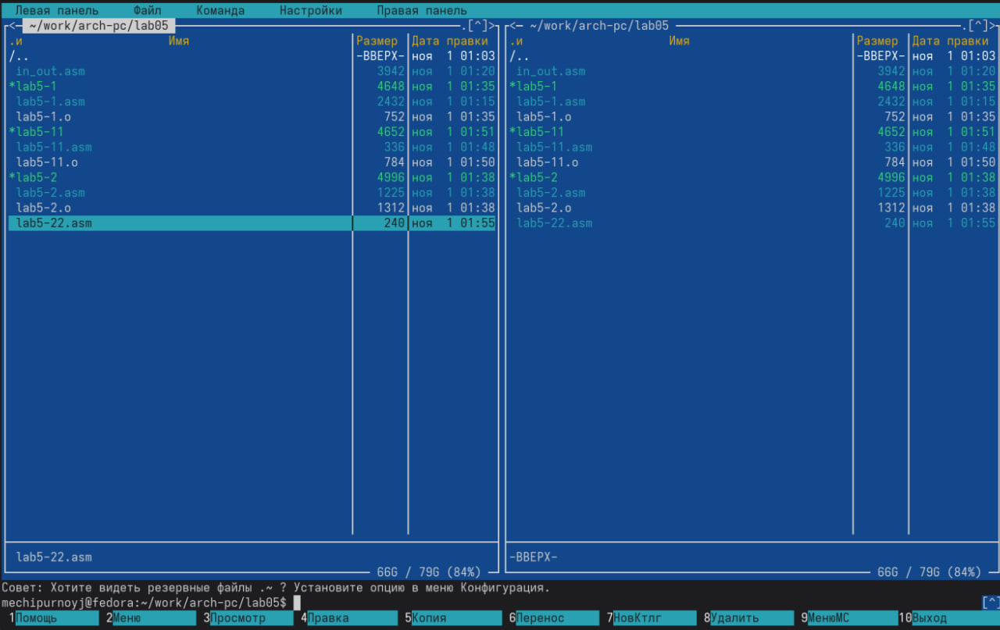 Левая панель Файл Команда Настройки Правая панель
<─ ~/work/arch-pc/lab05 ─.[^]>
.и Имя Размер Дата правки
/.. -ВВЕРХ- ноя 1 01:03
in_out.asm 3942 ноя 1 01:20
*lab5-1 4648 ноя 1 01:35
lab5-1.asm 2432 ноя 1 01:15
lab5-1.o 752 ноя 1 01:35
*lab5-11 4652 ноя 1 01:51
lab5-11.asm 336 ноя 1 01:48
lab5-11.o 784 ноя 1 01:50
*lab5-2 4996 ноя 1 01:38
lab5-2.asm 1225 ноя 1 01:38
lab5-2.o 1312 ноя 1 01:38
lab5-22.asm 240 ноя 1 01:55
lab5-22.asm
66G / 79G (84%)
<─ ~/work/arch-pc/lab05 ─.[^]>
.и Имя Размер Дата правки
/.. -ВВЕРХ- ноя 1 01:03
in_out.asm 3942 ноя 1 01:20
*lab5-1 4648 ноя 1 01:35
lab5-1.asm 2432 ноя 1 01:15
lab5-1.o 752 ноя 1 01:35
*lab5-11 4652 ноя 1 01:51
lab5-11.asm 336 ноя 1 01:48
lab5-11.o 784 ноя 1 01:50
*lab5-2 4996 ноя 1 01:38
lab5-2.asm 1225 ноя 1 01:38
lab5-2.o 1312 ноя 1 01:38
lab5-22.asm 240 ноя 1 01:55
-ВВЕРХ-
66G / 79G (84%)
Совет: Хотите видеть резервные файлы .~ ? Установите опцию в меню Конфигурация.
mechipurnoyj@fedora:~/work/arch-pc/lab05$ [^]
1Помощь 2Меню 3Просмотр 4Правка 5Копия 6Перенос 7НовКтлг 8Удалить 9МенюMC 10Выход